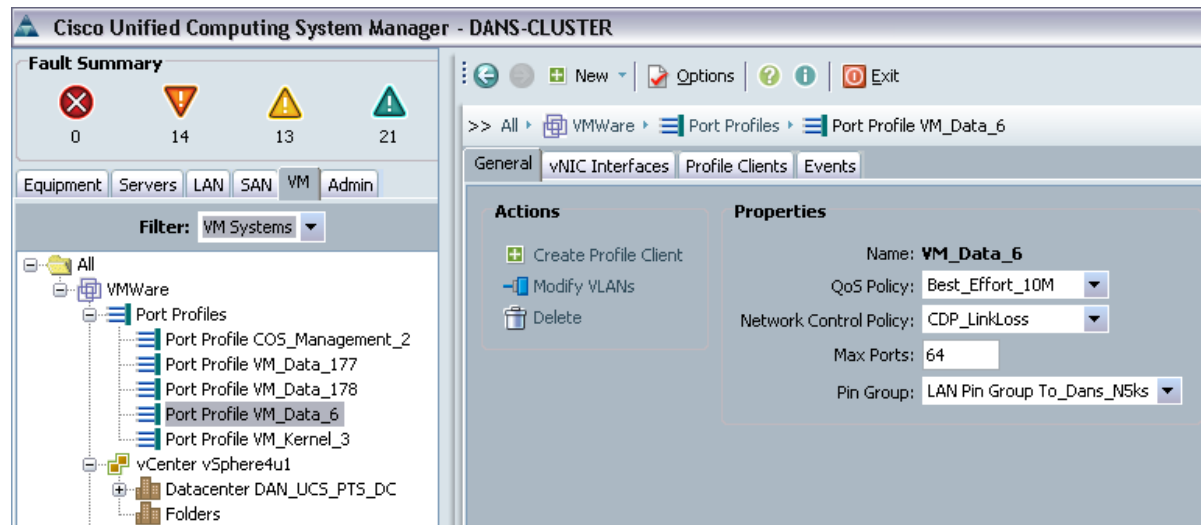 Cisco Unified Computing System Manager - DANS-CLUSTER
Fault Summary
0 14 13 21
Equipment Servers LAN SAN VM Admin
Filter: VM Systems
All
VMWare
Port Profiles
Port Profile COS_Management_2
Port Profile VM_Data_177
Port Profile VM_Data_178
Port Profile VM_Data_6
Port Profile VM_Kernel_3
vCenter vSphere4u1
Datacenter DAN_UCS_PTS_DC
Folders
New Options Exit
>> All VMWare Port Profiles Port Profile VM_Data_6
General vNIC Interfaces Profile Clients Events
Actions
Create Profile Client
Modify VLANs
Delete
Properties
Name: VM_Data_6
QoS Policy: Best_Effort_10M
Network Control Policy: CDP_LinkLoss
Max Ports: 64
Pin Group: LAN Pin Group To_Dans_N5ks